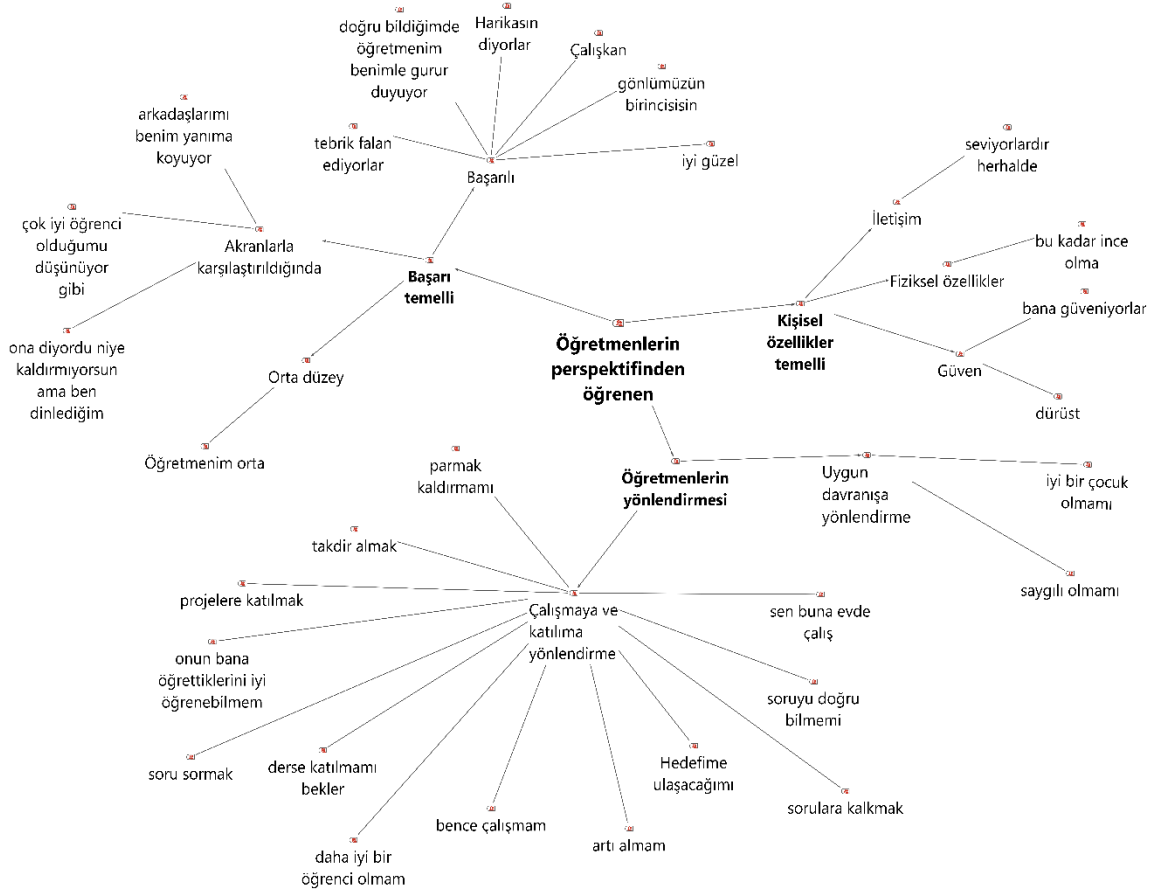 doğru bildiğimde
öğretmenim
benimle gurur
duyuyor
Harikasın
diyorlar
Çalışkan
gönlümüzün
birincisisin
iyi güzel
tebrik falan
ediyorlar
Başarılı
arkadaşlarımı
benim yanıma
koyuyor
çok iyi öğrenci
olduğumu
düşünüyor
gibi
Akranlarla
karşılaştırıldığında
ona diyordu niye
kaldırmıyorsun
ama ben
dinlediğim
Başarı
temelli
Orta düzey
Öğretmenim orta
Öğretmenlerin
perspektifinden
öğrenen
seviyorlardır
herhalde
İletişim
bu kadar ince
olma
Fiziksel özellikler
bana güveniyorlar
Kişisel
özellikler
temelli
Güven
dürüst
Öğretmenlerin
yönlendirmesi
Uygun
davranışa
yönlendirme
iyi bir çocuk
olmamı
saygılı olmamı
parmak
kaldırmamı
takdir almak
projelere katılmak
Çalışmaya ve
katılıma
yönlendirme
sen buna evde
çalış
onun bana
öğrettiklerini iyi
öğrenebilmem
soruyu doğru
bilmemi
soru sormak
derse katılmamı
bekler
Hedefime
ulaşacağımı
sorulara kalkmak
bence çalışmam
artı almam
daha iyi bir
öğrenci olmam